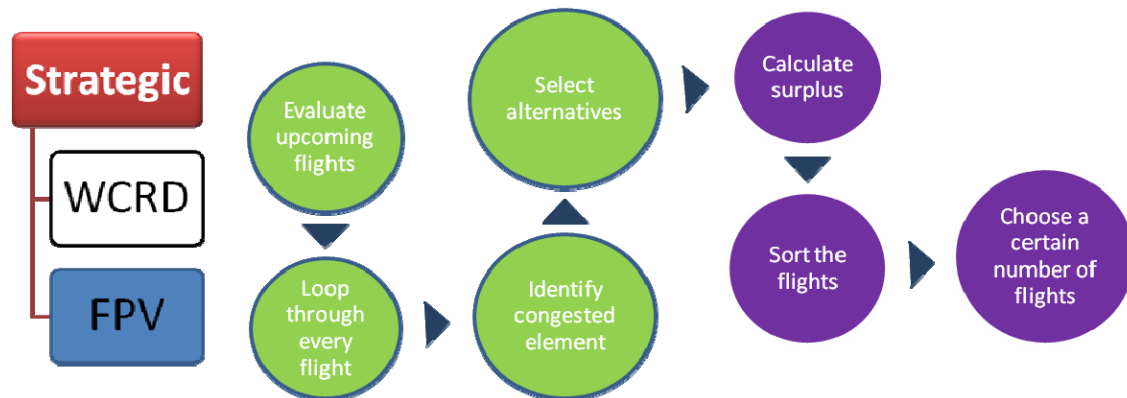 Strategic
WCRD
FPV
Evaluate
upcoming
flights
Loop
through
every
flight
Identify
congested
element
Select
alternatives
Calculate
surplus
Sort the
flights
Choose a
certain
number of
flights